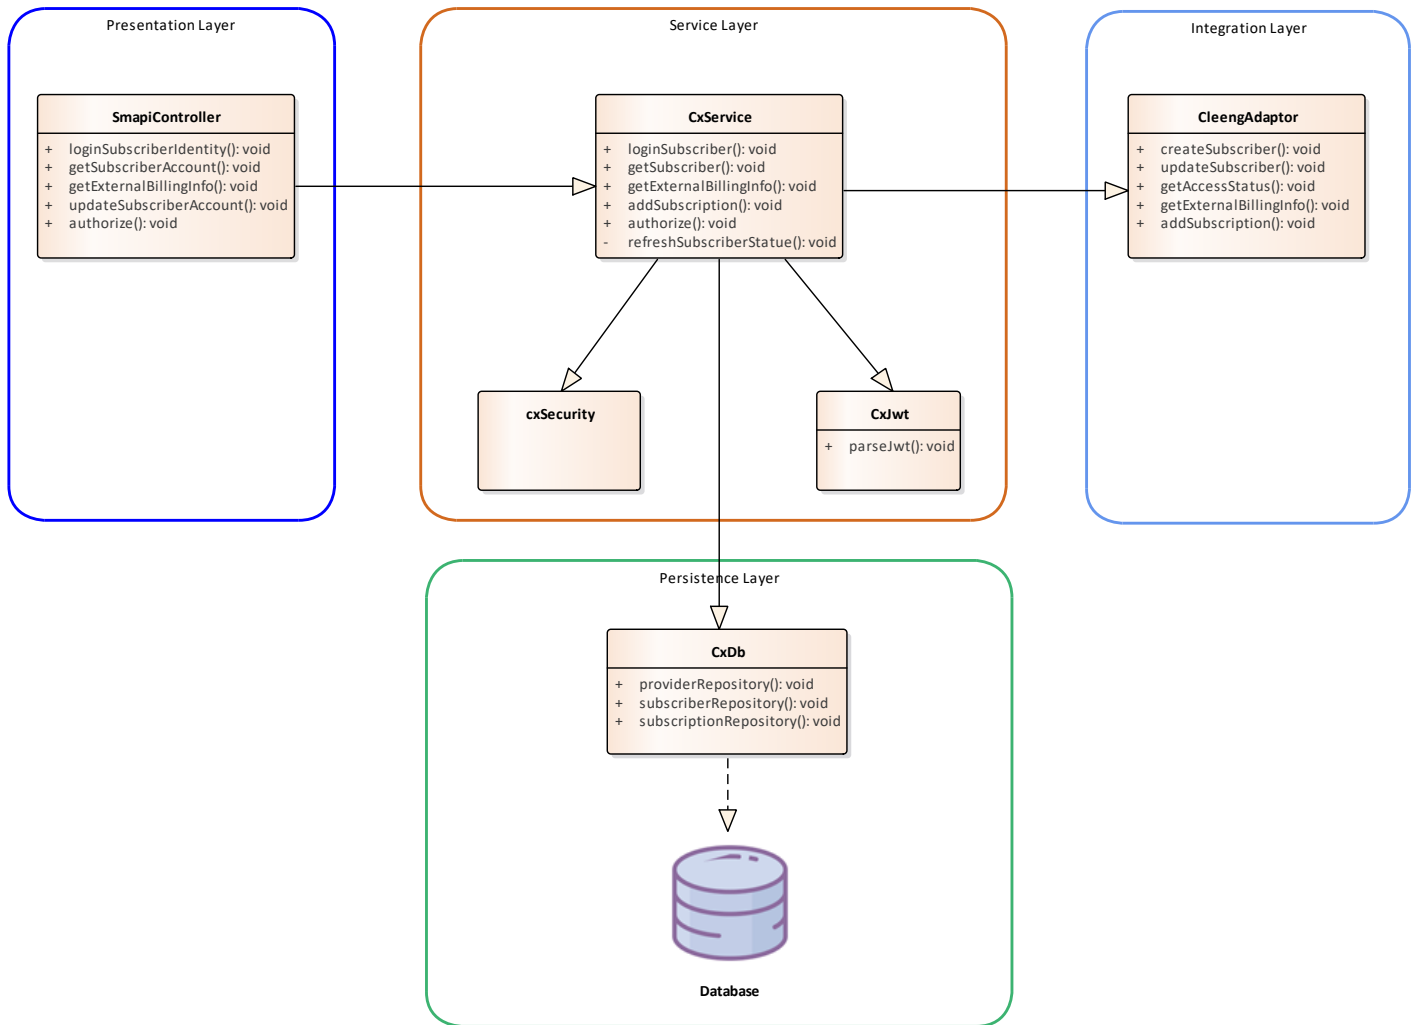 Presentation Layer
SmapiController
+ loginSubscriberIdentity(): void
+ getSubscriberAccount(): void
+ getExternalBillingInfo(): void
+ updateSubscriberAccount(): void
+ authorize(): void
Service Layer
CxService
+ loginSubscriber(): void
+ getSubscriber(): void
+ getExternalBillingInfo(): void
+ addSubscription(): void
+ authorize(): void
- refreshSubscriberStatue(): void
cxSecurity
CxJwt
+ parseJwt(): void
Integration Layer
CleengAdaptor
+ createSubscriber(): void
+ updateSubscriber(): void
+ getAccessStatus(): void
+ getExternalBillingInfo(): void
+ addSubscription(): void
Persistence Layer
CxDb
+ providerRepository(): void
+ subscriberRepository(): void
+ subscriptionRepository(): void
Database